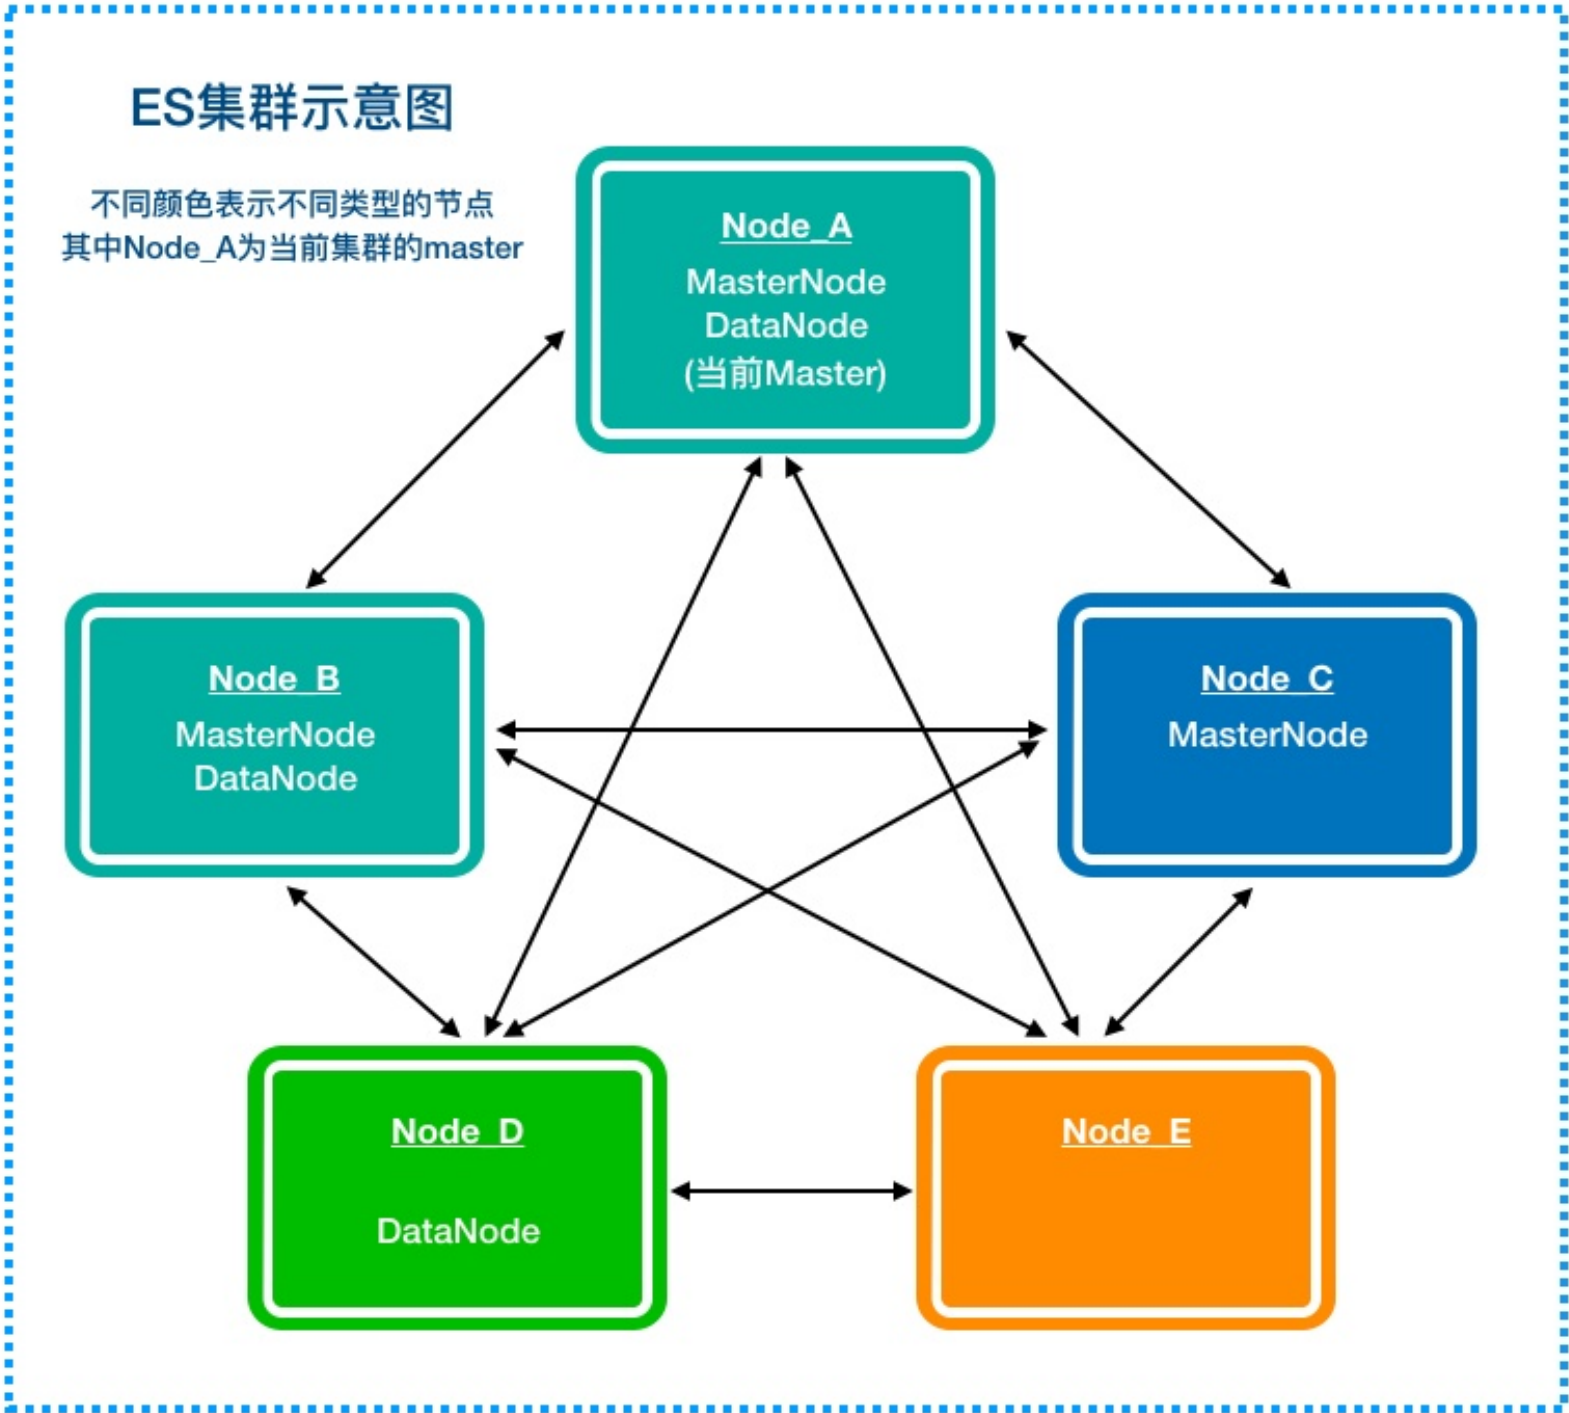 ES集群示意图
不同颜色表示不同类型的节点
其中Node_A为当前集群的master
Node_A
MasterNode
DataNode
(当前Master)
Node_B
MasterNode
DataNode
Node_C
MasterNode
Node_D
DataNode
Node_E